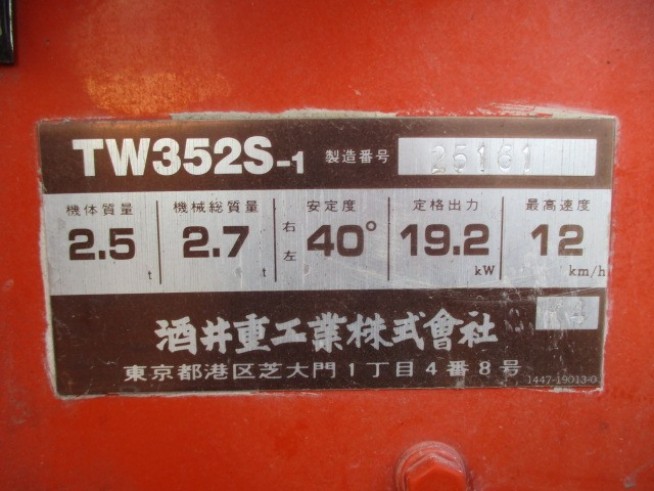 TW352S-1 製造番号 25161
機体質量 機械総質量 安定度 定格出力 最高速度
2.5 t 2.7 t 右左 40° 19.2 kW 12 km/h
酒井重工業株式會社
東京都港区芝大門1丁目4番8号
1447-19013-0